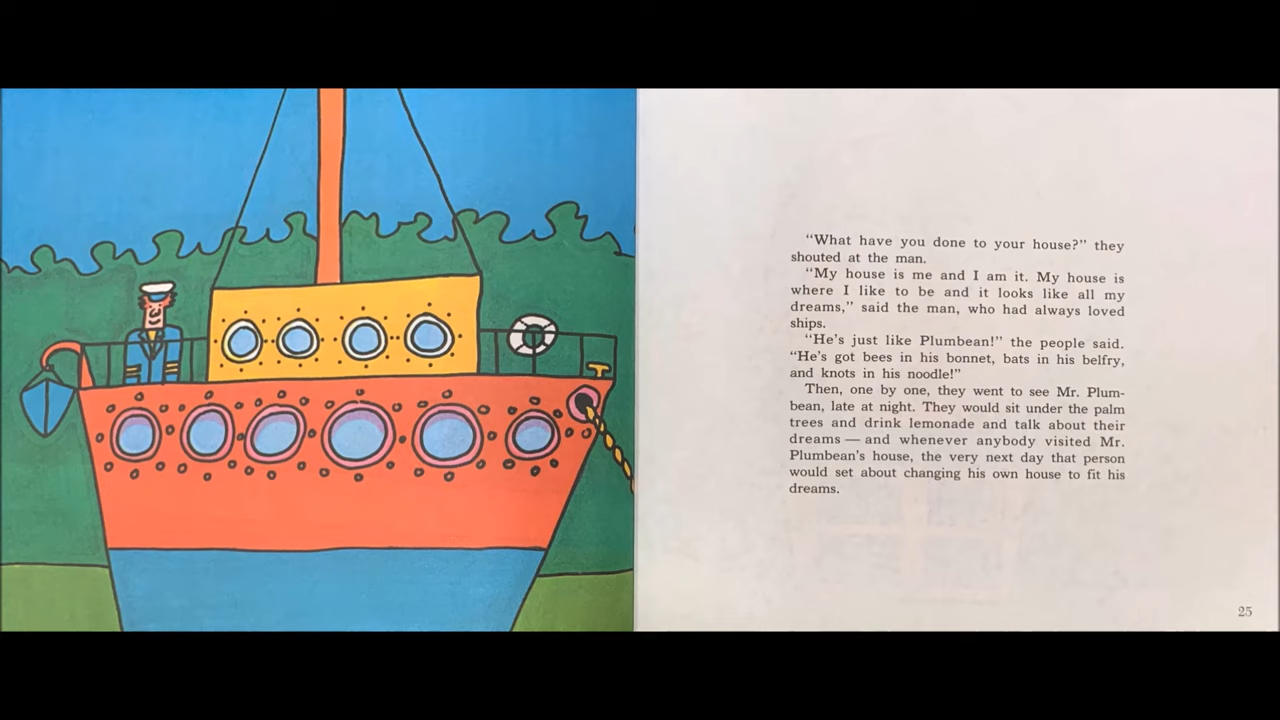 “What have you done to your house?” they
shouted at the man.
“My house is me and I am it. My house is
where I like to be and it looks like all my
dreams,” said the man, who had always loved
ships.
“He’s just like Plumbean!” the people said.
“He’s got bees in his bonnet, bats in his belfry,
and knots in his noodle!”
Then, one by one, they went to see Mr. Plum-
bean, late at night. They would sit under the palm
trees and drink lemonade and talk about their
dreams — and whenever anybody visited Mr.
Plumbean’s house, the very next day that person
would set about changing his own house to fit his
dreams.
25